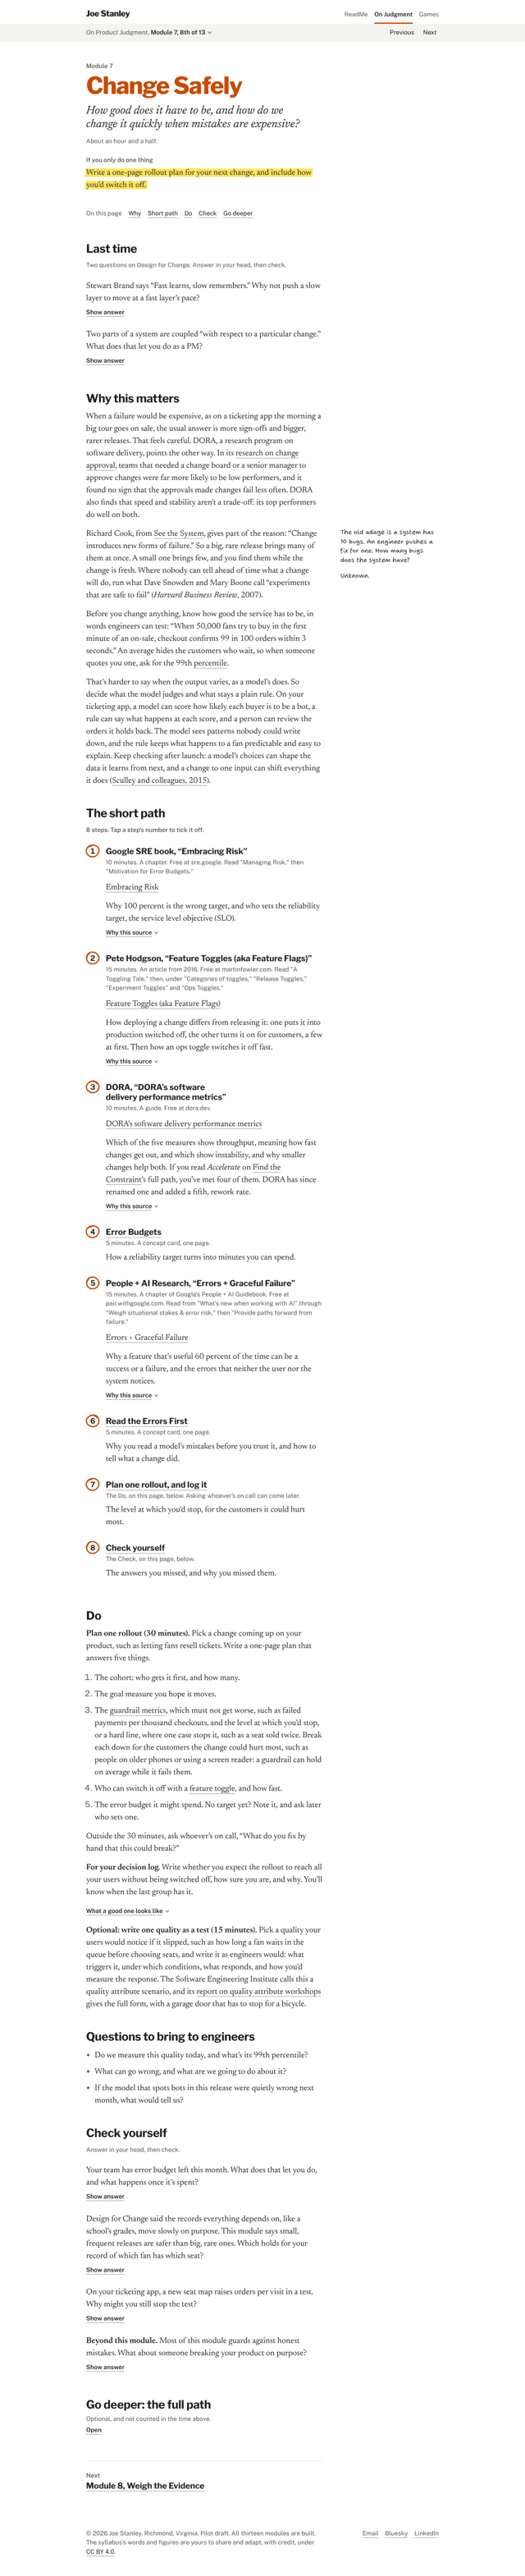 Joe Stanley
ReadMe On Judgment Games
On Product Judgment, Module 7, 8th of 13
Previous Next
Module 7
Change Safely
How good does it have to be, and how do we
change it quickly when mistakes are expensive?
About an hour and a half.
If you only do one thing
Write a one-page rollout plan for your next change, and include how
you'd switch it off.
On this page Why Short path Do Check Go deeper
Last time
Two questions on Design for Change. Answer in your head, then check.
Stewart Brand says “Fast learns, slow remembers.” Why not push a slow
layer to move at a fast layer's pace?
Show answer
Two parts of a system are coupled “with respect to a particular change.”
What does that let you do as a PM?
Show answer
Why this matters
When a failure would be expensive, as on a ticketing app the morning a
big tour goes on sale, the usual answer is more sign-offs and bigger,
rarer releases. That feels careful. DORA, a research program on
software delivery, points the other way. In its research on change
approval, teams that needed a change board or a senior manager to
approve changes were far more likely to be low performers, and it
found no sign that the approvals made changes fail less often. DORA
also finds that speed and stability aren't a trade-off: its top performers
do well on both.
Richard Cook, from See the System, gives part of the reason: “Change
introduces new forms of failure.” So a big, rare release brings many of
them at once. A small one brings few, and you find them while the
change is fresh. Where nobody can tell ahead of time what a change
will do, run what Dave Snowden and Mary Boone call “experiments
that are safe to fail” (Harvard Business Review, 2007).
The old adage is a system has
10 bugs. An engineer pushes a
fix for one. How many bugs
does the system have?
Unknown.
Before you change anything, know how good the service has to be, in
words engineers can test: “When 50,000 fans try to buy in the first
minute of an on-sale, checkout confirms 99 in 100 orders within 3
seconds.” An average hides the customers who wait, so when someone
quotes you one, ask for the 99th percentile.
That's harder to say when the output varies, as a model's does. So
decide what the model judges and what stays a plain rule. On your
ticketing app, a model can score how likely each buyer is to be a bot, a
rule can say what happens at each score, and a person can review the
orders it holds back. The model sees patterns nobody could write
down, and the rule keeps what happens to a fan predictable and easy to
explain. Keep checking after launch: a model's choices can shape the
data it learns from next, and a change to one input can shift everything
it does (Sculley and colleagues, 2015).
The short path
8 steps. Tap a step's number to tick it off.
1 Google SRE book, “Embracing Risk”
10 minutes. A chapter. Free at sre.google. Read "Managing Risk," then
"Motivation for Error Budgets."
Embracing Risk
Why 100 percent is the wrong target, and who sets the reliability
target, the service level objective (SLO).
Why this source
2 Pete Hodgson, “Feature Toggles (aka Feature Flags)”
15 minutes. An article from 2016. Free at martinfowler.com. Read "A
Toggling Tale," then, under "Categories of toggles," "Release Toggles,"
"Experiment Toggles" and "Ops Toggles."
Feature Toggles (aka Feature Flags)
How deploying a change differs from releasing it: one puts it into
production switched off, the other turns it on for customers, a few
at first. Then how an ops toggle switches it off fast.
Why this source
3 DORA, “DORA's software
delivery performance metrics”
10 minutes. A guide. Free at dora.dev.
DORA's software delivery performance metrics
Which of the five measures show throughput, meaning how fast
changes get out, and which show instability, and why smaller
changes help both. If you read Accelerate on Find the
Constraint's full path, you've met four of them. DORA has since
renamed one and added a fifth, rework rate.
Why this source
4 Error Budgets
5 minutes. A concept card, one page.
How a reliability target turns into minutes you can spend.
5 People + AI Research, “Errors + Graceful Failure”
15 minutes. A chapter of Google's People + AI Guidebook. Free at
pair.withgoogle.com. Read from "What's new when working with AI" through
"Weigh situational stakes & error risk," then "Provide paths forward from
failure."
Errors + Graceful Failure
Why a feature that's useful 60 percent of the time can be a
success or a failure, and the errors that neither the user nor the
system notices.
Why this source
6 Read the Errors First
5 minutes. A concept card, one page.
Why you read a model's mistakes before you trust it, and how to
tell what a change did.
7 Plan one rollout, and log it
The Do, on this page, below. Asking whoever's on call can come later.
The level at which you'd stop, for the customers it could hurt
most.
8 Check yourself
The Check, on this page, below.
The answers you missed, and why you missed them.
Do
Plan one rollout (30 minutes). Pick a change coming up on your
product, such as letting fans resell tickets. Write a one-page plan that
answers five things.
1. The cohort: who gets it first, and how many.
2. The goal measure you hope it moves.
3. The guardrail metrics, which must not get worse, such as failed
payments per thousand checkouts, and the level at which you'd stop,
or a hard line, where one case stops it, such as a seat sold twice. Break
each down for the customers the change could hurt most, such as
people on older phones or using a screen reader: a guardrail can hold
on average while it fails them.
4. Who can switch it off with a feature toggle, and how fast.
5. The error budget it might spend. No target yet? Note it, and ask later
who sets one.
Outside the 30 minutes, ask whoever's on call, “What do you fix by
hand that this could break?”
For your decision log. Write whether you expect the rollout to reach all
your users without being switched off, how sure you are, and why. You'll
know when the last group has it.
What a good one looks like
Optional: write one quality as a test (15 minutes). Pick a quality your
users would notice if it slipped, such as how long a fan waits in the
queue before choosing seats, and write it as engineers would: what
triggers it, under which conditions, what responds, and how you'd
measure the response. The Software Engineering Institute calls this a
quality attribute scenario, and its report on quality attribute workshops
gives the full form, with a garage door that has to stop for a bicycle.
Questions to bring to engineers
• Do we measure this quality today, and what's its 99th percentile?
• What can go wrong, and what are we going to do about it?
• If the model that spots bots in this release were quietly wrong next
month, what would tell us?
Check yourself
Answer in your head, then check.
Your team has error budget left this month. What does that let you do,
and what happens once it's spent?
Show answer
Design for Change said the records everything depends on, like a
school's grades, move slowly on purpose. This module says small,
frequent releases are safer than big, rare ones. Which holds for your
record of which fan has which seat?
Show answer
On your ticketing app, a new seat map raises orders per visit in a test.
Why might you still stop the test?
Show answer
Beyond this module. Most of this module guards against honest
mistakes. What about someone breaking your product on purpose?
Show answer
Go deeper: the full path
Optional, and not counted in the time above.
Open
Next
Module 8, Weigh the Evidence
© 2026 Joe Stanley, Richmond, Virginia. Pilot draft. All thirteen modules are built.
The syllabus's words and figures are yours to share and adapt, with credit, under
CC BY 4.0.
Email Bluesky LinkedIn